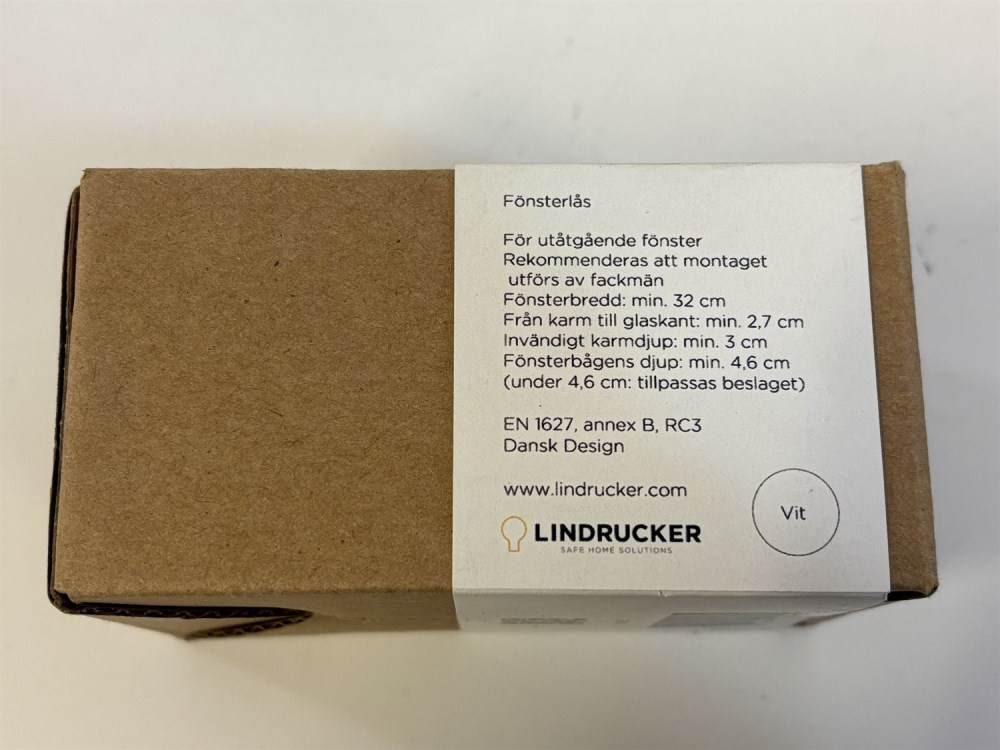 Fönsterlås
För utåtgående fönster
Rekommenderas att montaget
utförs av fackmän
Fönsterbredd: min. 32 cm
Från karm till glaskant: min. 2,7 cm
Invändigt karmdjup: min. 3 cm
Fönsterbågens djup: min. 4,6 cm
(under 4,6 cm: tillpassas beslaget)
EN 1627, annex B, RC3
Dansk Design
www.lindrucker.com
LINDRUCKER
SAFE HOME SOLUTIONS
Vit